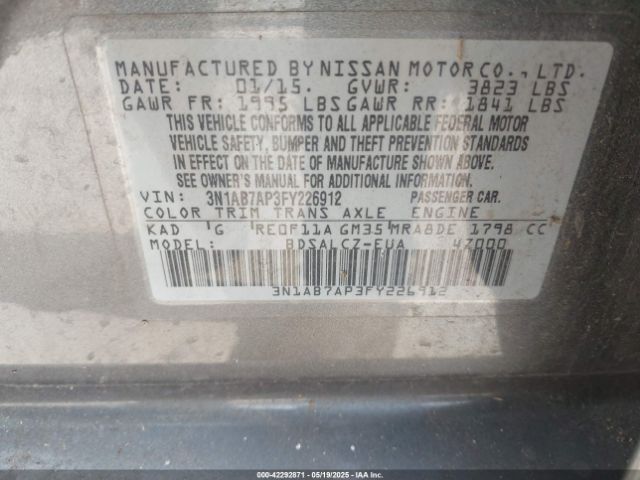 MANUFACTURED BY NISSAN MOTOR CO., LTD.
DATE: 01/15. GVWR: 3823 LBS
GAWR FR: 1995 LBS GAWR RR: 1841 LBS
THIS VEHICLE CONFORMS TO ALL APPLICABLE FEDERAL MOTOR
VEHICLE SAFETY, BUMPER AND THEFT PREVENTION STANDARDS
IN EFFECT ON THE DATE OF MANUFACTURE SHOWN ABOVE.
SEE OWNER'S MANUAL FOR ADDITIONAL INFORMATION
VIN: 3N1AB7AP3FY226912 PASSENGER CAR.
COLOR TRIM TRANS AXLE ENGINE
KAD G RE0F11A GM35 MRA8DE 1798 CC
MODEL: BDSALCZ-EUA 47000
3N1AB7AP3FY226912
000-42292871 - 05/19/2025 - IAAI.COM